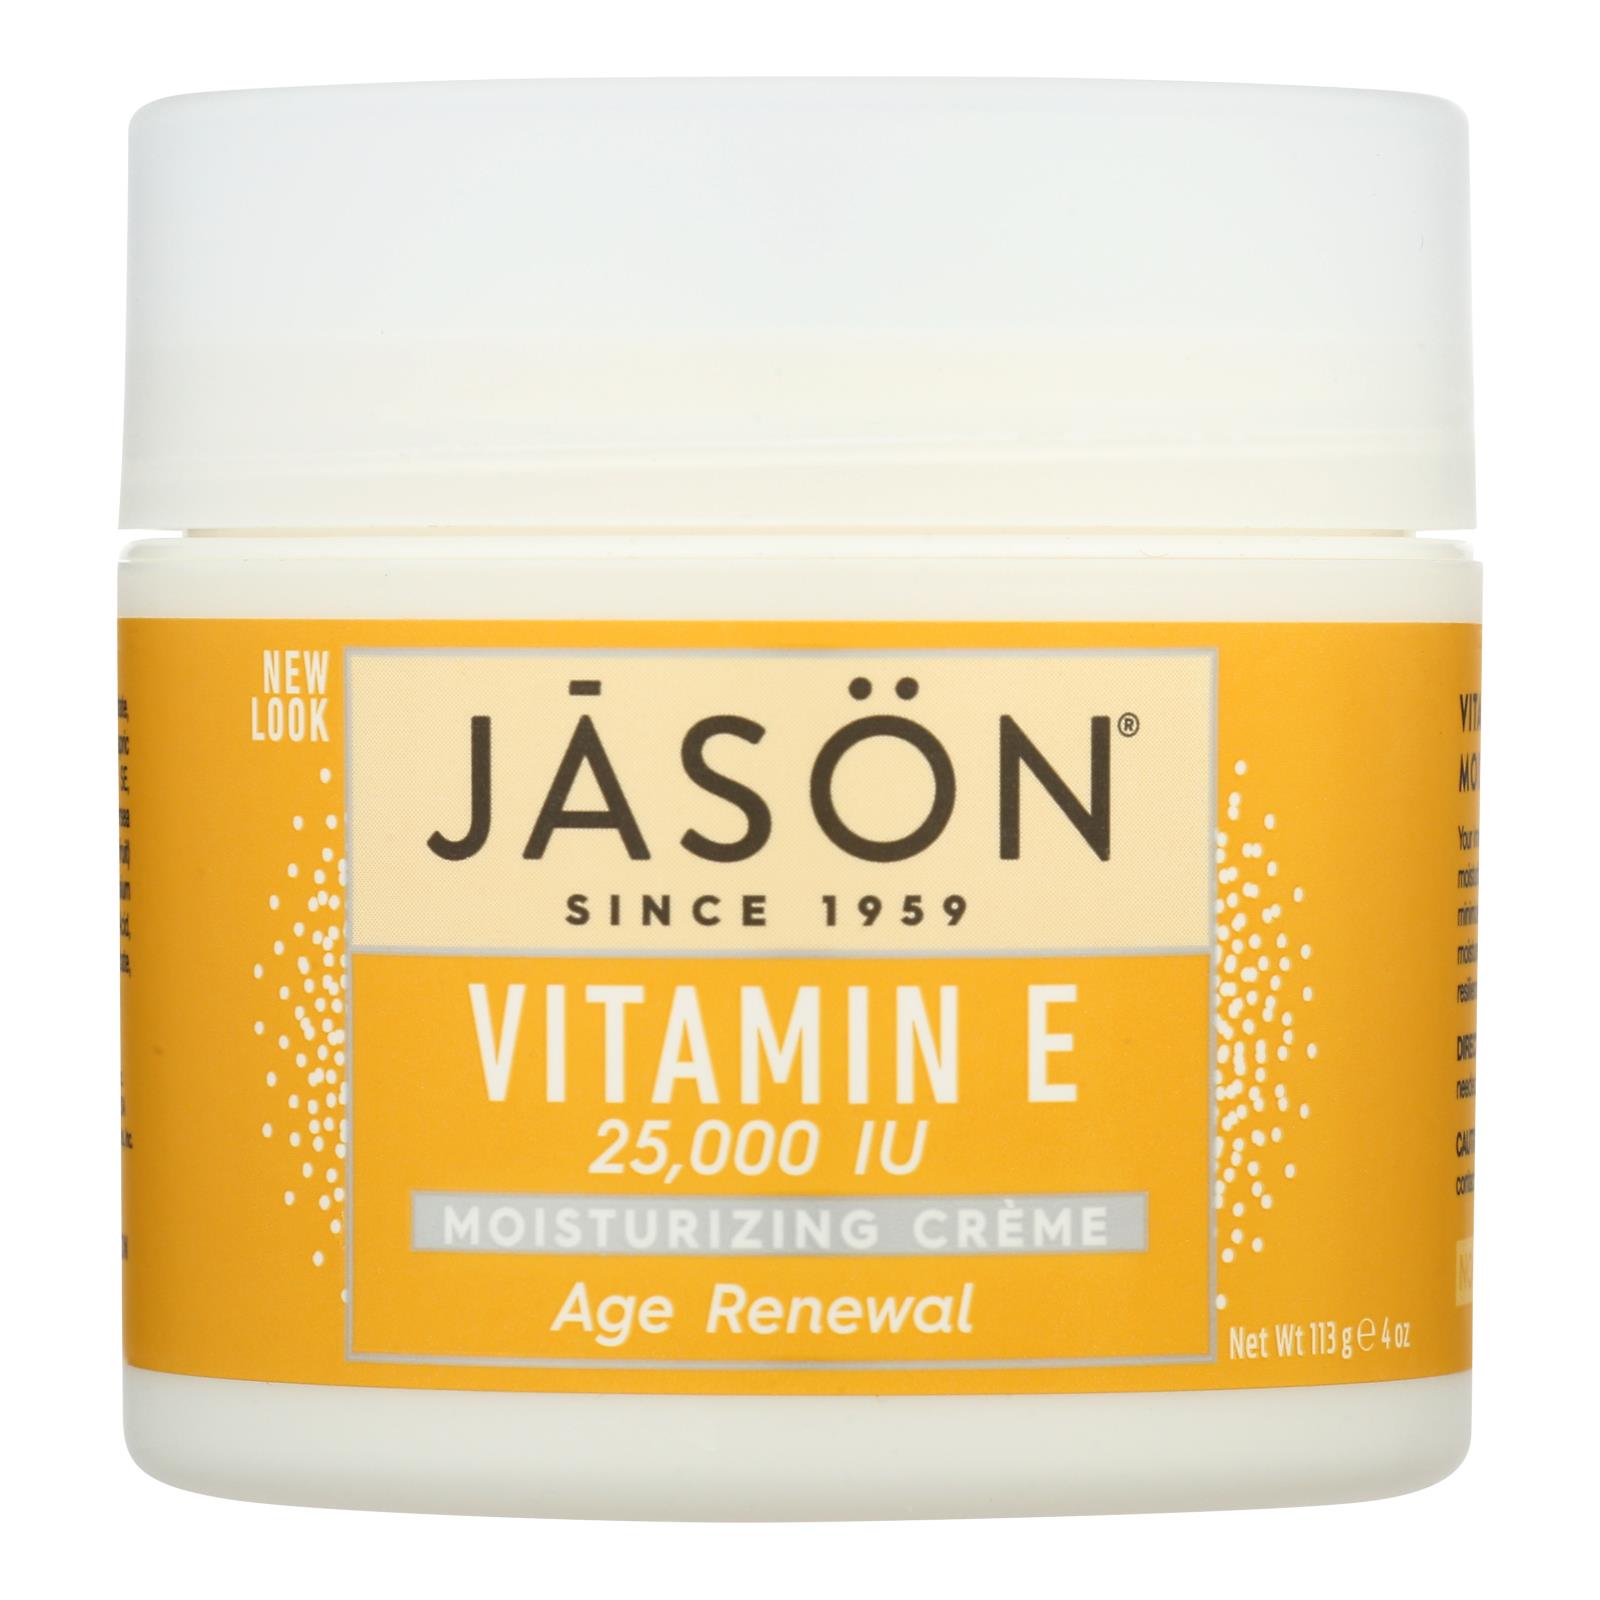 NEW
LOOK
JĀSÖN®
SINCE 1959
VITAMIN E
25,000 IU
MOISTURIZING CRÈME
Age Renewal
Net Wt 113 g ℮ 4 oz